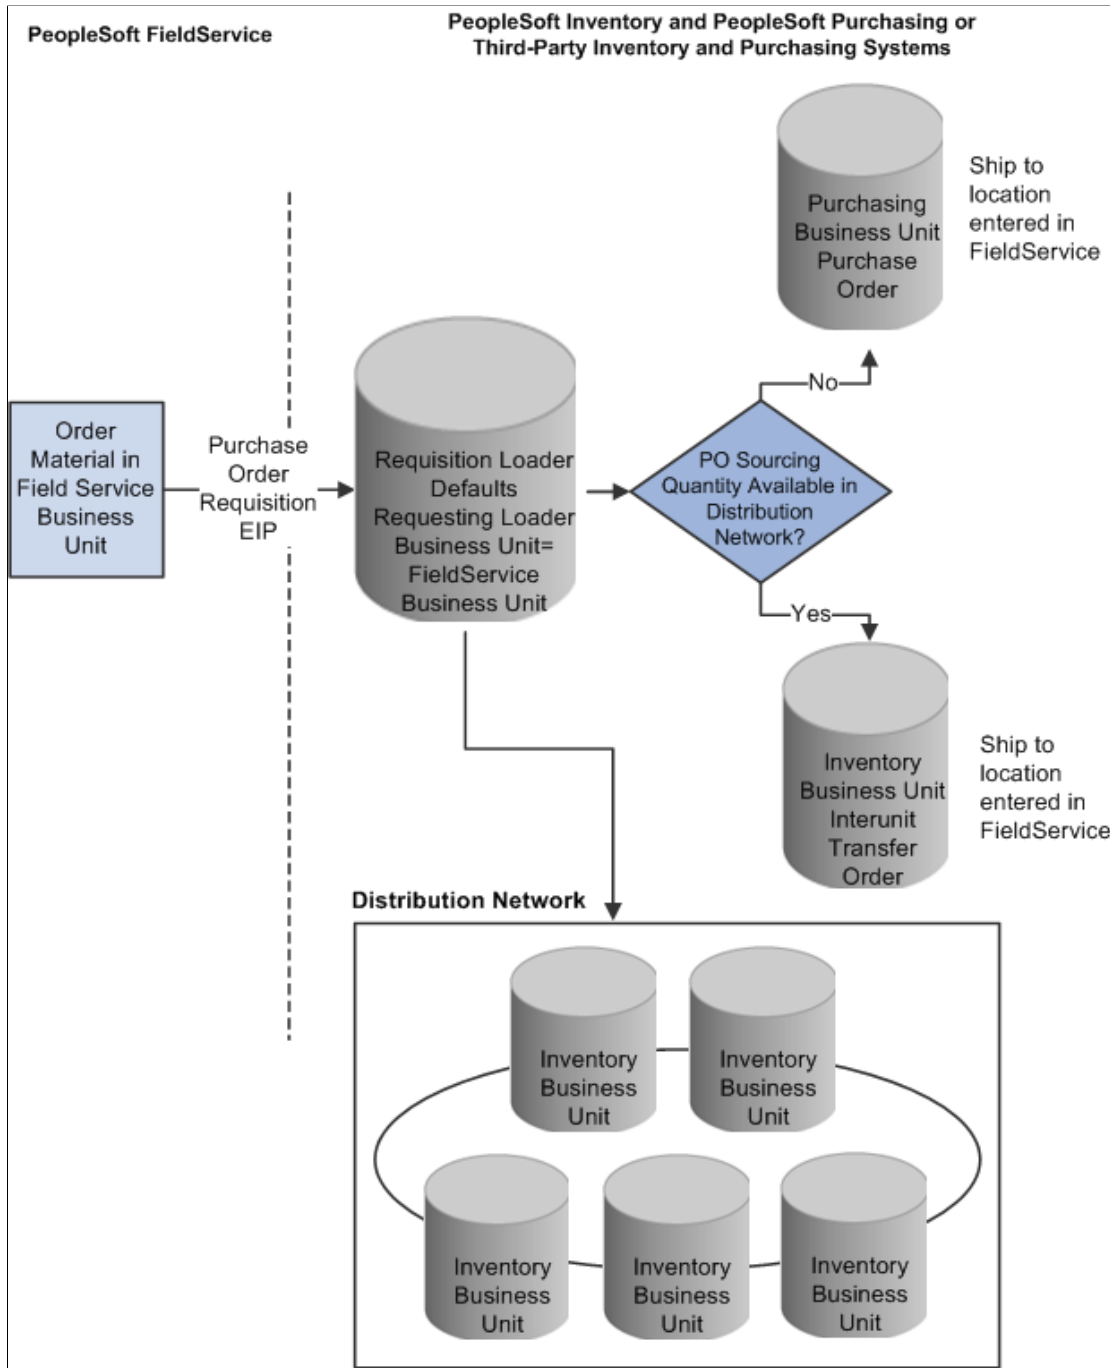 PeopleSoft FieldService
PeopleSoft Inventory and PeopleSoft Purchasing or
Third-Party Inventory and Purchasing Systems
Purchasing
Business Unit
Purchase
Order
Ship to
location
entered in
FieldService
Order
Material in
Field Service
Business
Unit
Purchase
Order
Requisition
EIP
Requisition Loader
Defaults
Requesting Loader
Business Unit=
FieldService
Business Unit
PO Sourcing
Quantity Available in
Distribution
Network?
No
Yes
Inventory
Business Unit
Interunit
Transfer
Order
Ship to
location
entered in
FieldService
Distribution Network
Inventory
Business
Unit
Inventory
Business
Unit
Inventory
Business
Unit
Inventory
Business
Unit
Inventory
Business
Unit